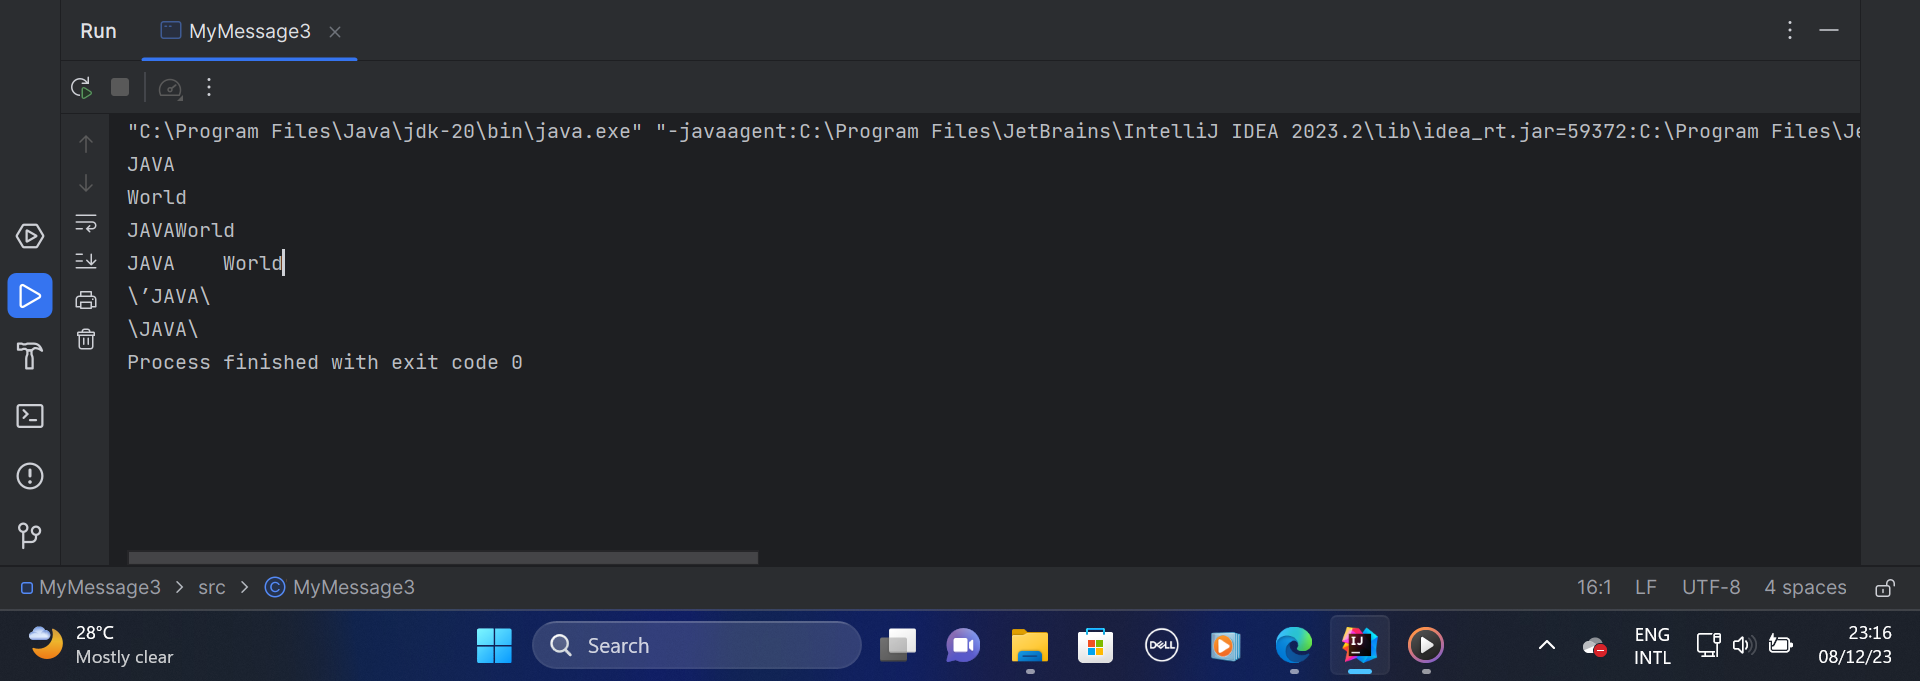 Run MyMessage3
"C:\Program Files\Java\jdk-20\bin\java.exe" "-javaagent:C:\Program Files\JetBrains\IntelliJ IDEA 2023.2\lib\idea_rt.jar=59372:C:\Program Files\Je
JAVA
World
JAVAWorld
JAVA    World
\’JAVA\
\JAVA\
Process finished with exit code 0
MyMessage3 > src > MyMessage3 16:1 LF UTF-8 4 spaces
28°C
Mostly clear
Search
DELL
IJ
ENG
INTL
23:16
08/12/23